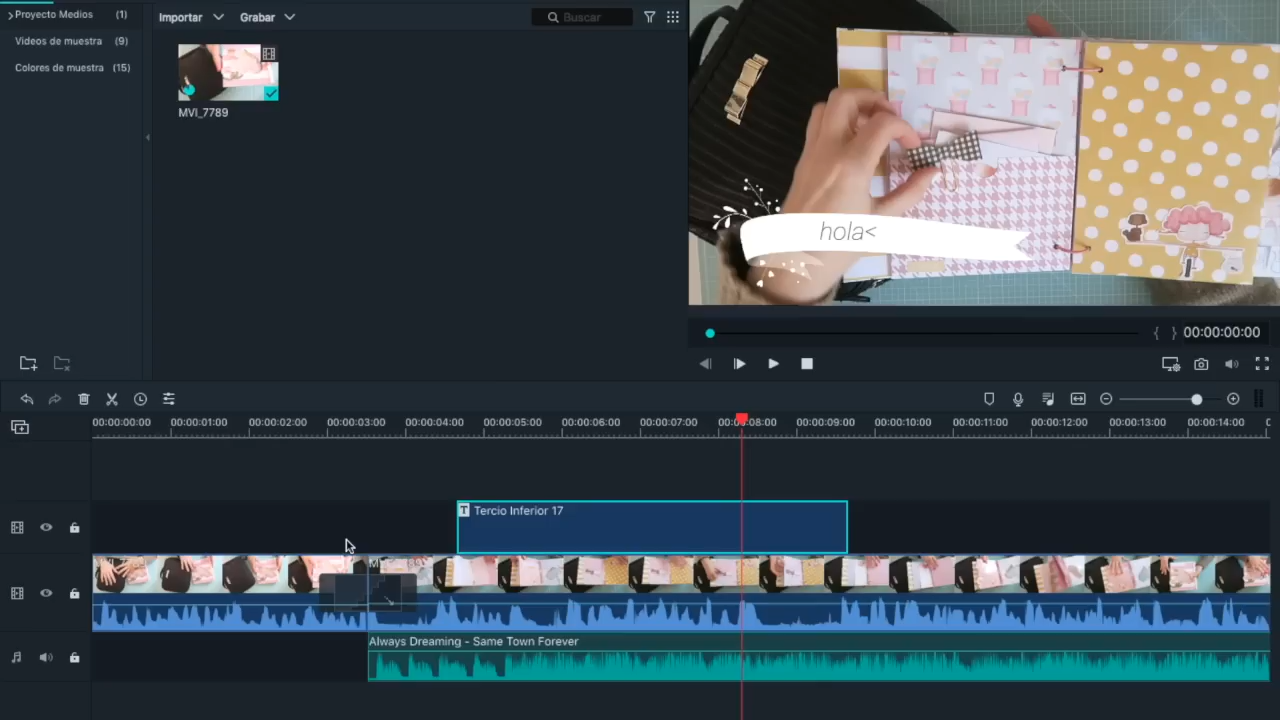 Proyecto Medios (1)
Videos de muestra (9)
Colores de muestra (15)
Importar
Grabar
Buscar
MVI_7789
hola<
{ } 00:00:00:00
00:00:00:00 00:00:01:00 00:00:02:00 00:00:03:00 00:00:04:00 00:00:05:00 00:00:06:00 00:00:07:00 00:00:08:00 00:00:09:00 00:00:10:00 00:00:11:00 00:00:12:00 00:00:13:00 00:00:14:00
T Tercio Inferior 17
Always Dreaming - Same Town Forever